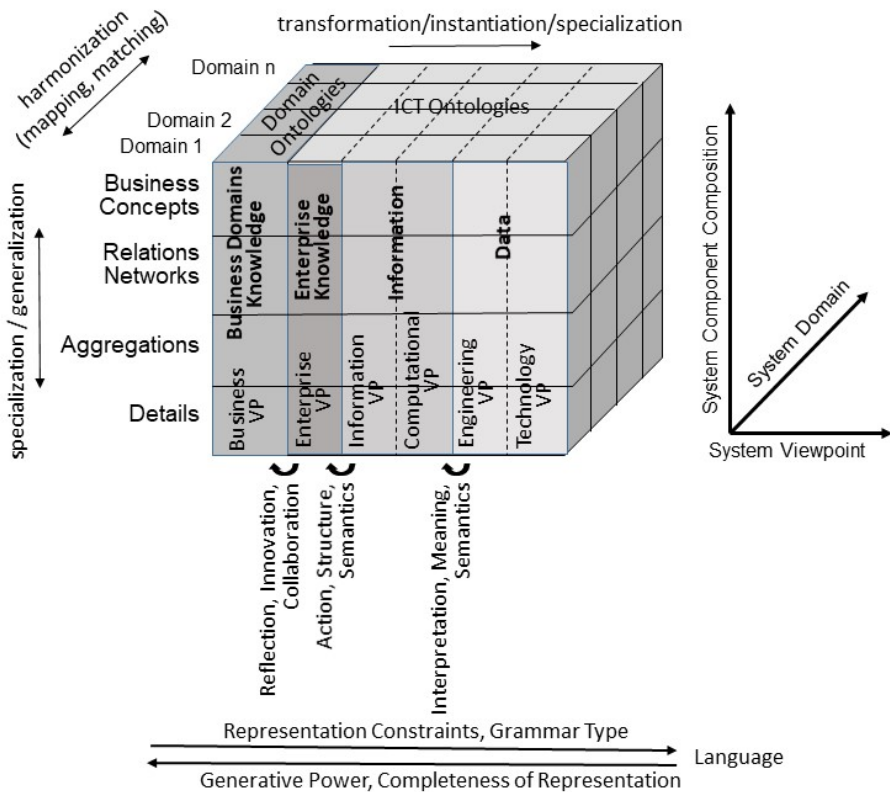 transformation/instantiation/specialization
harmonization
(mapping, matching)
Domain n
Domain 2
Domain 1
Domain
Ontologies
ICT Ontologies
specialization / generalization
Business
Concepts
Relations
Networks
Aggregations
Details
Business Domains
Knowledge
Enterprise
Knowledge
Information
Data
Business
VP
Enterprise
VP
Information
VP
Computational
VP
Engineering
VP
Technology
VP
System Component Composition
System Domain
System Viewpoint
Reflection, Innovation,
Collaboration
Action, Structure,
Semantics
Interpretation, Meaning,
Semantics
Representation Constraints, Grammar Type
Language
Generative Power, Completeness of Representation